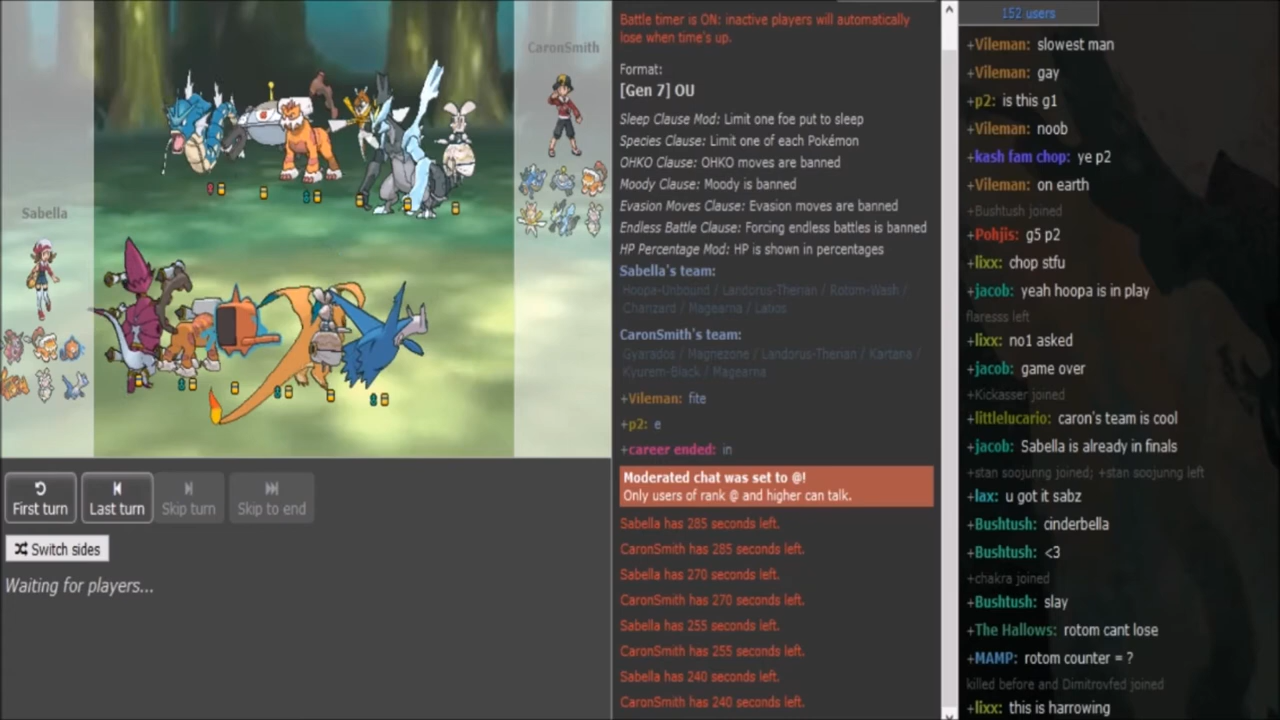 CaronSmith
Sabella
First turn
Last turn
Skip turn
Skip to end
Switch sides
Waiting for players...
Battle timer is ON: inactive players will automatically
lose when time's up.
Format:
[Gen 7] OU
Sleep Clause Mod: Limit one foe put to sleep
Species Clause: Limit one of each Pokémon
OHKO Clause: OHKO moves are banned
Moody Clause: Moody is banned
Evasion Moves Clause: Evasion moves are banned
Endless Battle Clause: Forcing endless battles is banned
HP Percentage Mod: HP is shown in percentages
Sabella's team:
Hoopa-Unbound / Landorus-Therian / Rotom-Wash /
Charizard / Magearna / Latios
CaronSmith's team:
Gyarados / Magnezone / Landorus-Therian / Kartana /
Kyurem-Black / Magearna
+Vileman: fite
+p2: e
+career ended: in
Moderated chat was set to @!
Only users of rank @ and higher can talk.
Sabella has 285 seconds left.
CaronSmith has 285 seconds left.
Sabella has 270 seconds left.
CaronSmith has 270 seconds left.
Sabella has 255 seconds left.
CaronSmith has 255 seconds left.
Sabella has 240 seconds left.
CaronSmith has 240 seconds left.
152 users
+Vileman: slowest man
+Vileman: gay
+p2: is this g1
+Vileman: noob
+kash fam chop: ye p2
+Vileman: on earth
+Bushtush joined
+Pohjis: g5 p2
+lixx: chop stfu
+jacob: yeah hoopa is in play
flaresss left
+lixx: no1 asked
+jacob: game over
+Kickasser joined
+littlelucario: caron's team is cool
+jacob: Sabella is already in finals
+stan soojunng joined; +stan soojunng left
+lax: u got it sabz
+Bushtush: cinderbella
+Bushtush: <3
+chakra joined
+Bushtush: slay
+The Hallows: rotom cant lose
+MAMP: rotom counter = ?
killed before and Dimitrovfed joined
+lixx: this is harrowing